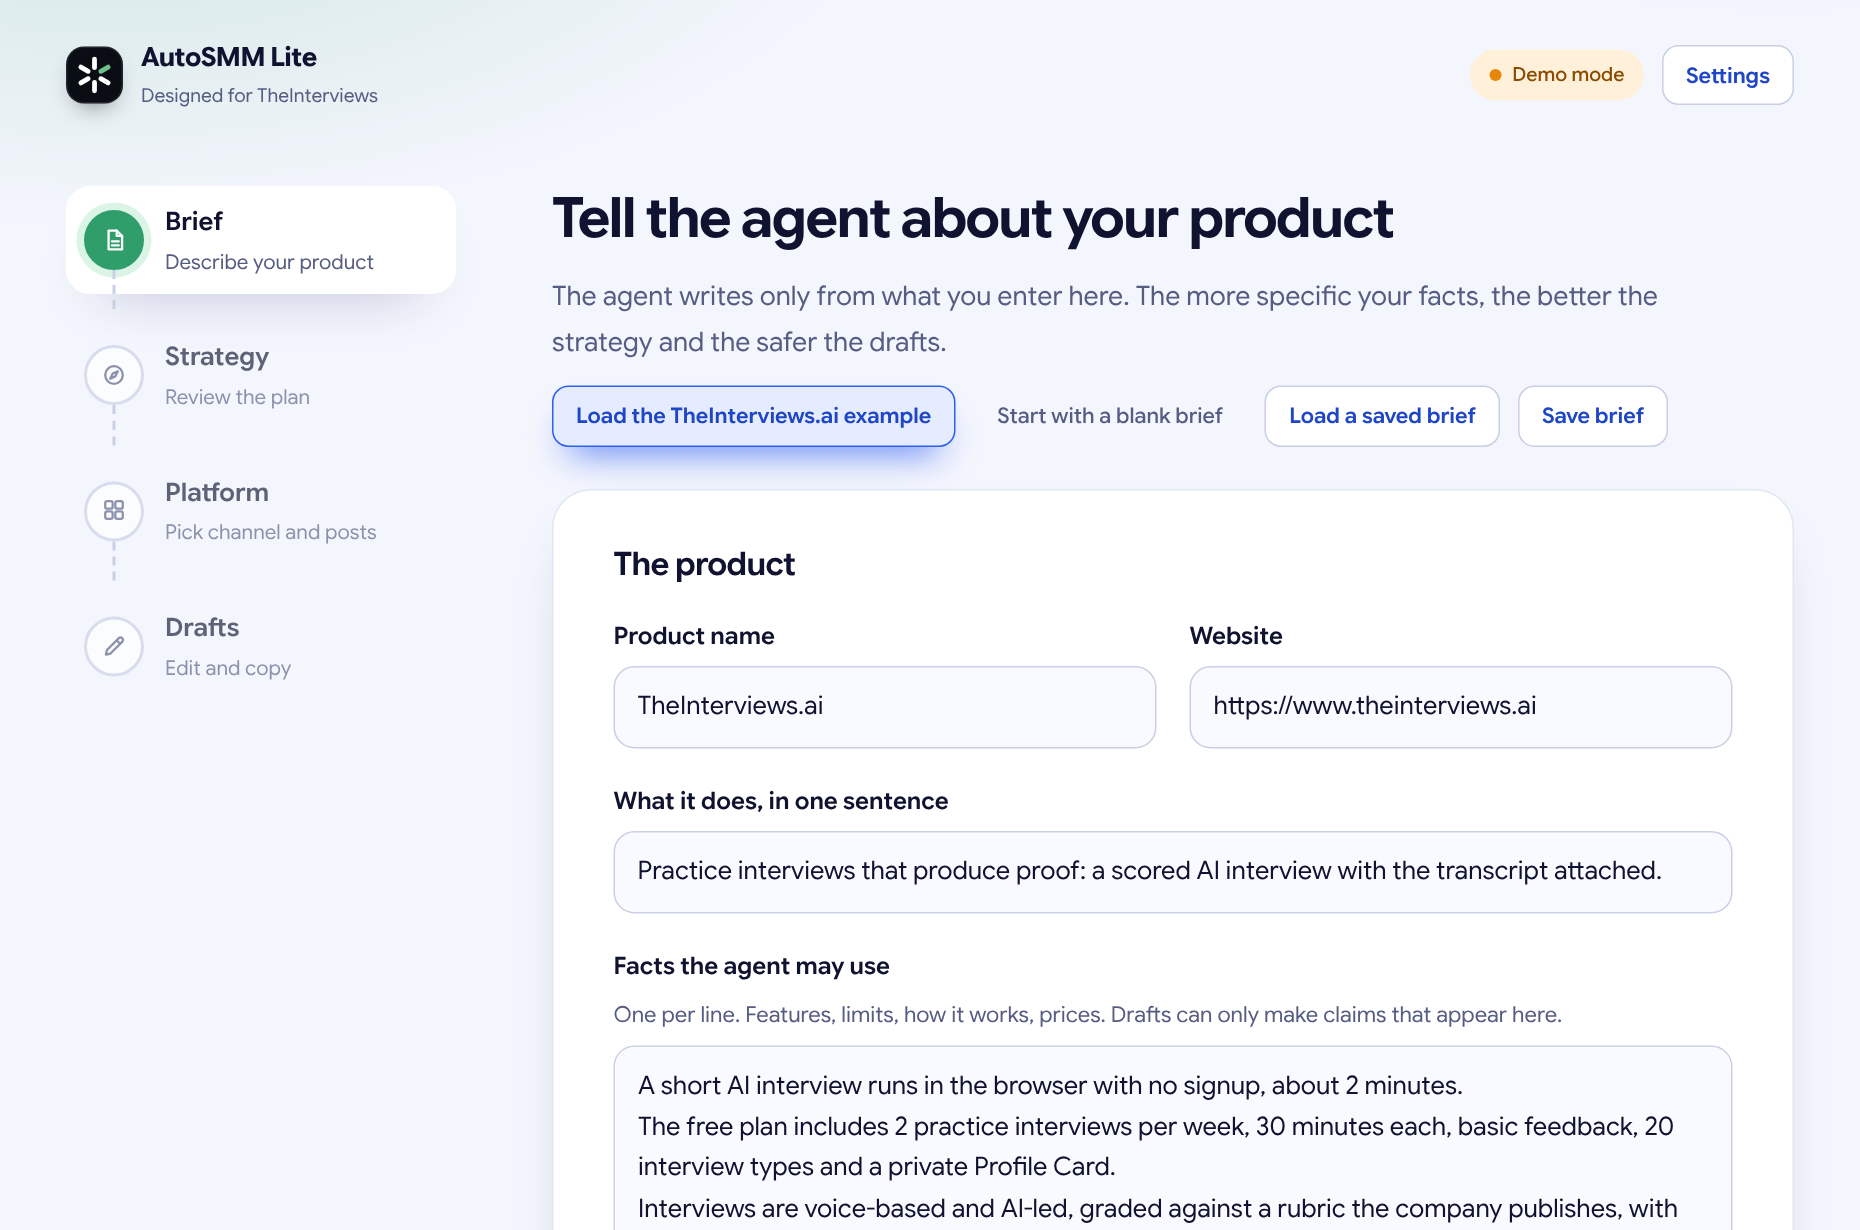 AutoSMM Lite
Designed for TheInterviews
Demo mode
Settings
Brief
Describe your product
Strategy
Review the plan
Platform
Pick channel and posts
Drafts
Edit and copy
Tell the agent about your product
The agent writes only from what you enter here. The more specific your facts, the better the
strategy and the safer the drafts.
Load the TheInterviews.ai example
Start with a blank brief
Load a saved brief
Save brief
The product
Product name
Website
TheInterviews.ai
https://www.theinterviews.ai
What it does, in one sentence
Practice interviews that produce proof: a scored AI interview with the transcript attached.
Facts the agent may use
One per line. Features, limits, how it works, prices. Drafts can only make claims that appear here.
A short AI interview runs in the browser with no signup, about 2 minutes.
The free plan includes 2 practice interviews per week, 30 minutes each, basic feedback, 20
interview types and a private Profile Card.
Interviews are voice-based and AI-led, graded against a rubric the company publishes, with